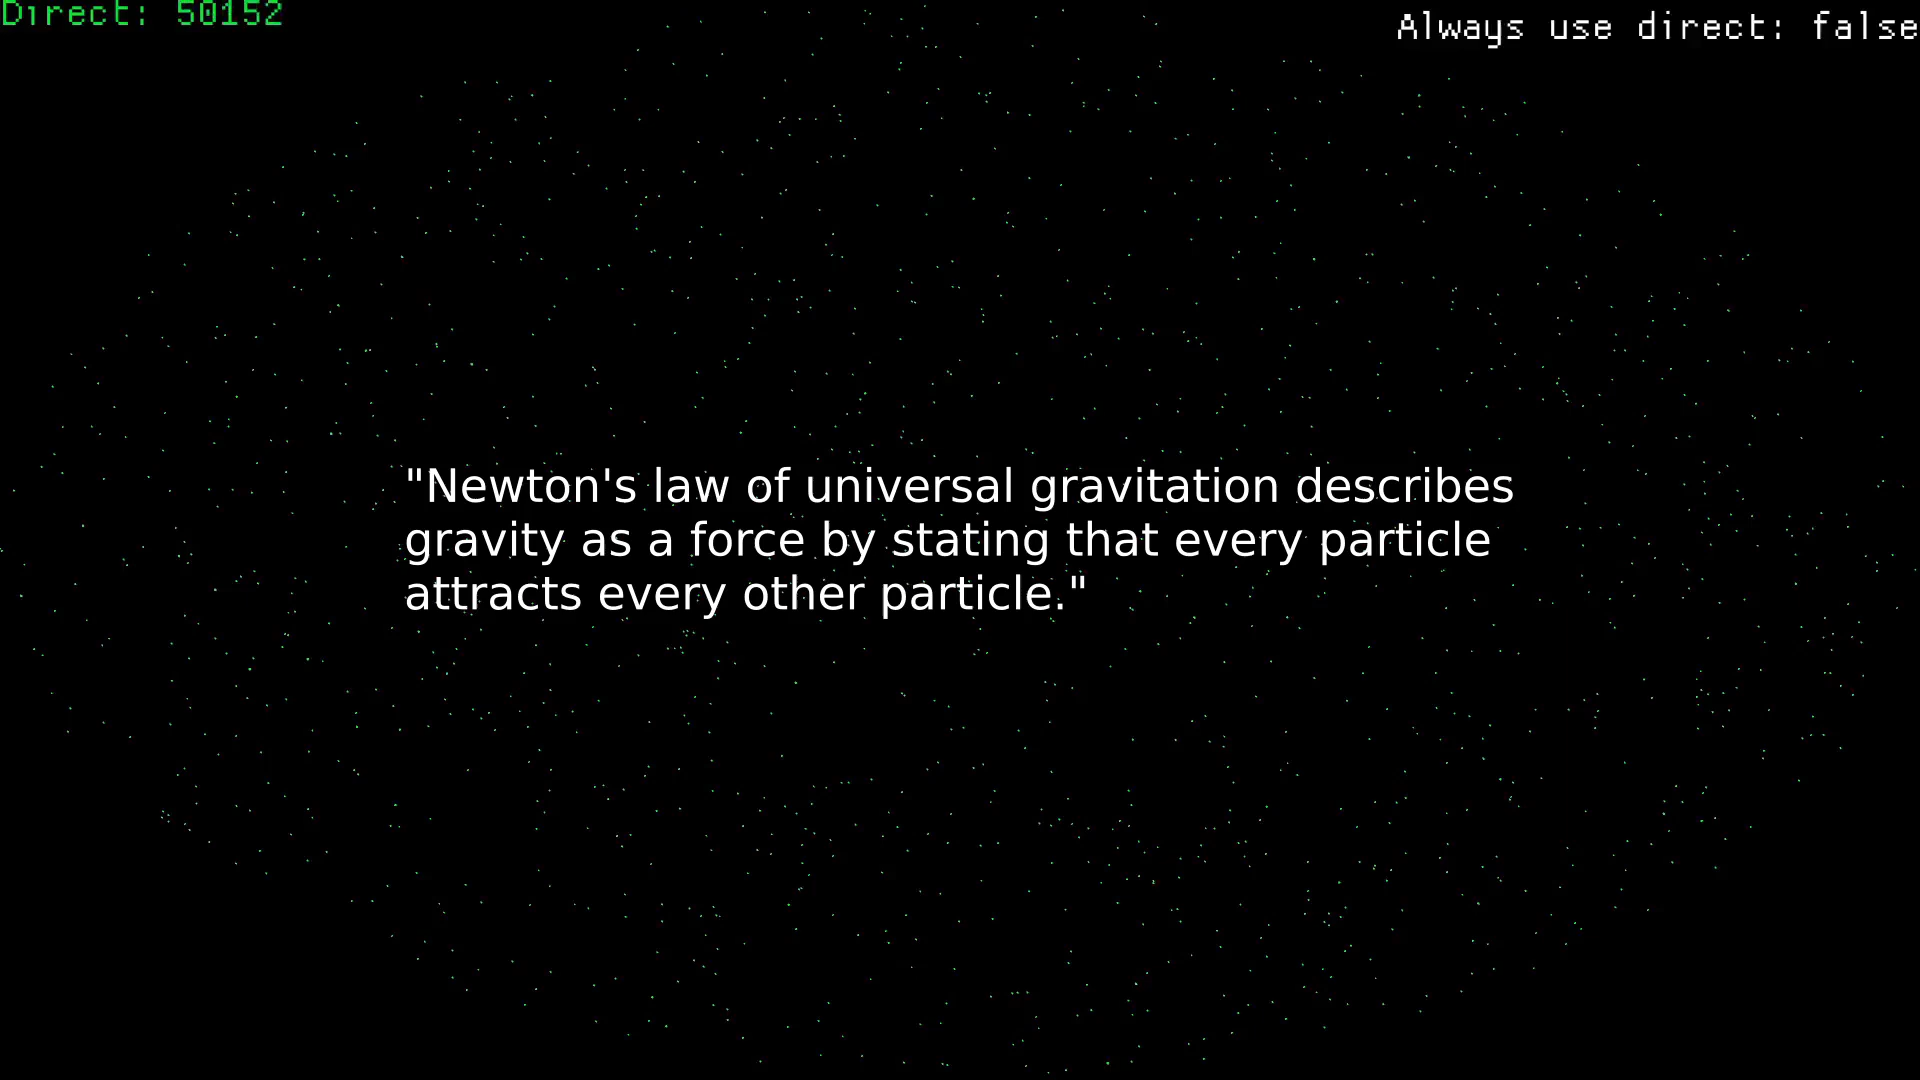 Direct: 50152
Always use direct: false
"Newton's law of universal gravitation describes
gravity as a force by stating that every particle
attracts every other particle."